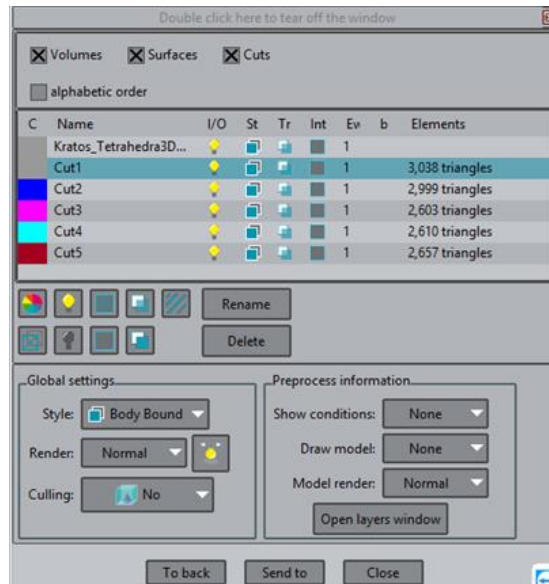 Double click here to tear off the window
Volumes Surfaces Cuts
alphabetic order
C Name I/O St Tr Int Ev b Elements
Kratos_Tetrahedra3D... 1
Cut1 1 3,038 triangles
Cut2 1 2,999 triangles
Cut3 1 2,603 triangles
Cut4 1 2,610 triangles
Cut5 1 2,657 triangles
Rename
Delete
Global settings Preprocess information
Style: Body Bound Show conditions: None
Render: Normal Draw model: None
Culling: No Model render: Normal
Open layers window
To back Send to Close